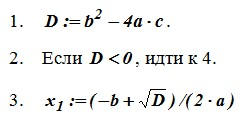 1. D := b² – 4a · c .
2. Если D < 0 , идти к 4.
3. x₁ := (–b + √D ) /(2 · a )